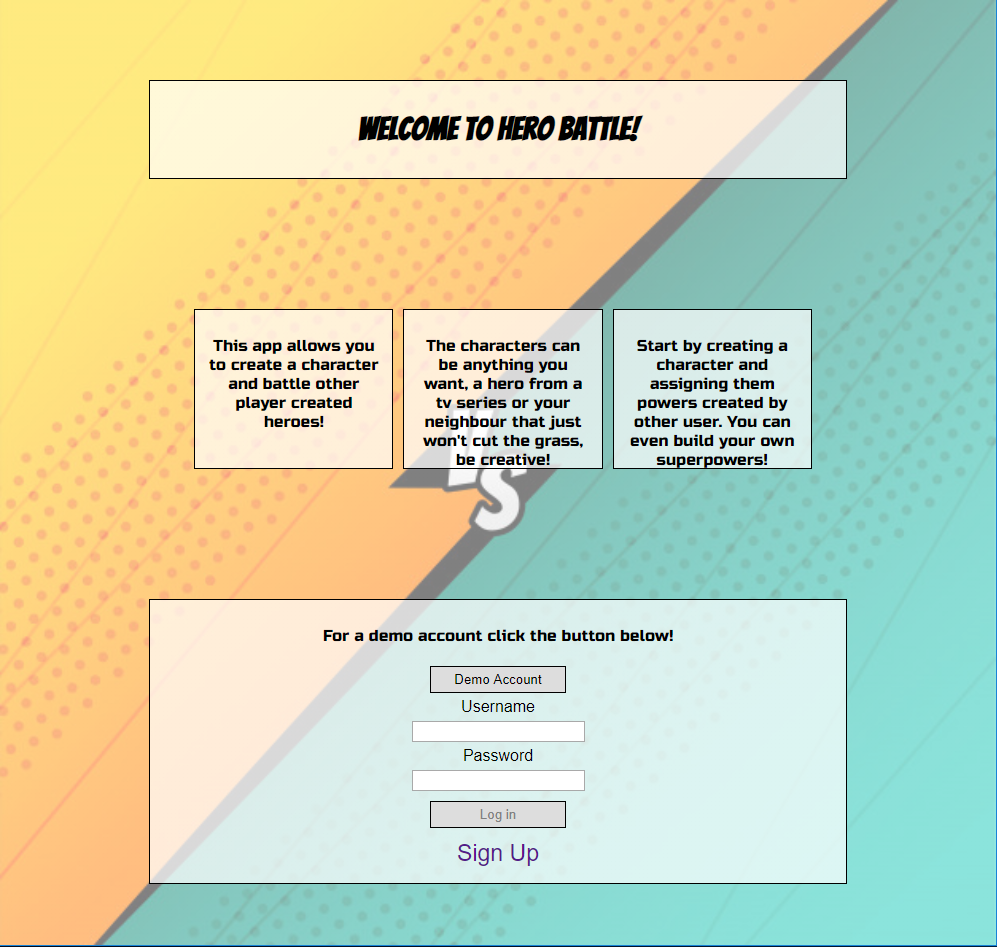 WELCOME TO HERO BATTLE!
This app allows you
to create a character
and battle other
player created
heroes!
The characters can
be anything you
want, a hero from a
tv series or your
neighbour that just
won't cut the grass,
be creative!
Start by creating a
character and
assigning them
powers created by
other user. You can
even build your own
superpowers!
VS
For a demo account click the button below!
Demo Account
Username
Password
Log in
Sign Up